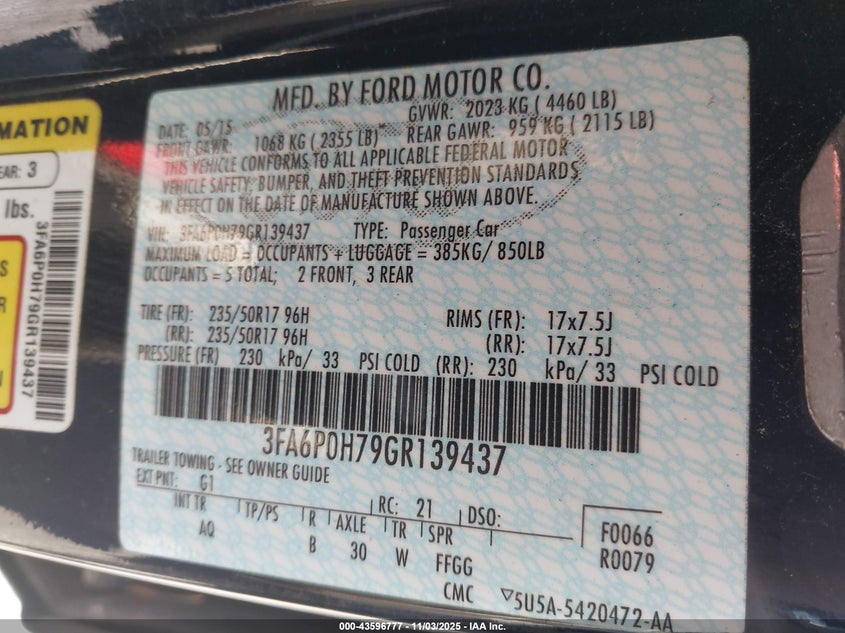 MATION
EAR: 3
lbs.
S
R
N
3FA6P0H79GR139437
MFD. BY FORD MOTOR CO.
DATE: 05/15
GVWR: 2023 KG ( 4460 LB)
FRONT GAWR: 1068 KG ( 2355 LB)
REAR GAWR: 959 KG ( 2115 LB)
THIS VEHICLE CONFORMS TO ALL APPLICABLE FEDERAL MOTOR
VEHICLE SAFETY, BUMPER, AND THEFT PREVENTION STANDARDS
IN EFFECT ON THE DATE OF MANUFACTURE SHOWN ABOVE.
VIN: 3FA6P0H79GR139437 TYPE: Passenger Car
MAXIMUM LOAD = OCCUPANTS + LUGGAGE = 385KG/ 850LB
OCCUPANTS = 5 TOTAL; 2 FRONT, 3 REAR
TIRE (FR): 235/50R17 96H RIMS (FR): 17x7.5J
(RR): 235/50R17 96H (RR): 17x7.5J
PRESSURE (FR) 230 kPa/ 33 PSI COLD (RR): 230 kPa/ 33 PSI COLD
3FA6P0H79GR139437
TRAILER TOWING - SEE OWNER GUIDE
EXT PNT: G1 RC: 21 DSO:
INT TR TP/PS R AXLE TR SPR
AQ B 30 W FFGG
CMC
F0066
R0079
▽5U5A-5420472-AA
000-43596777 - 11/03/2025 - IAA Inc.